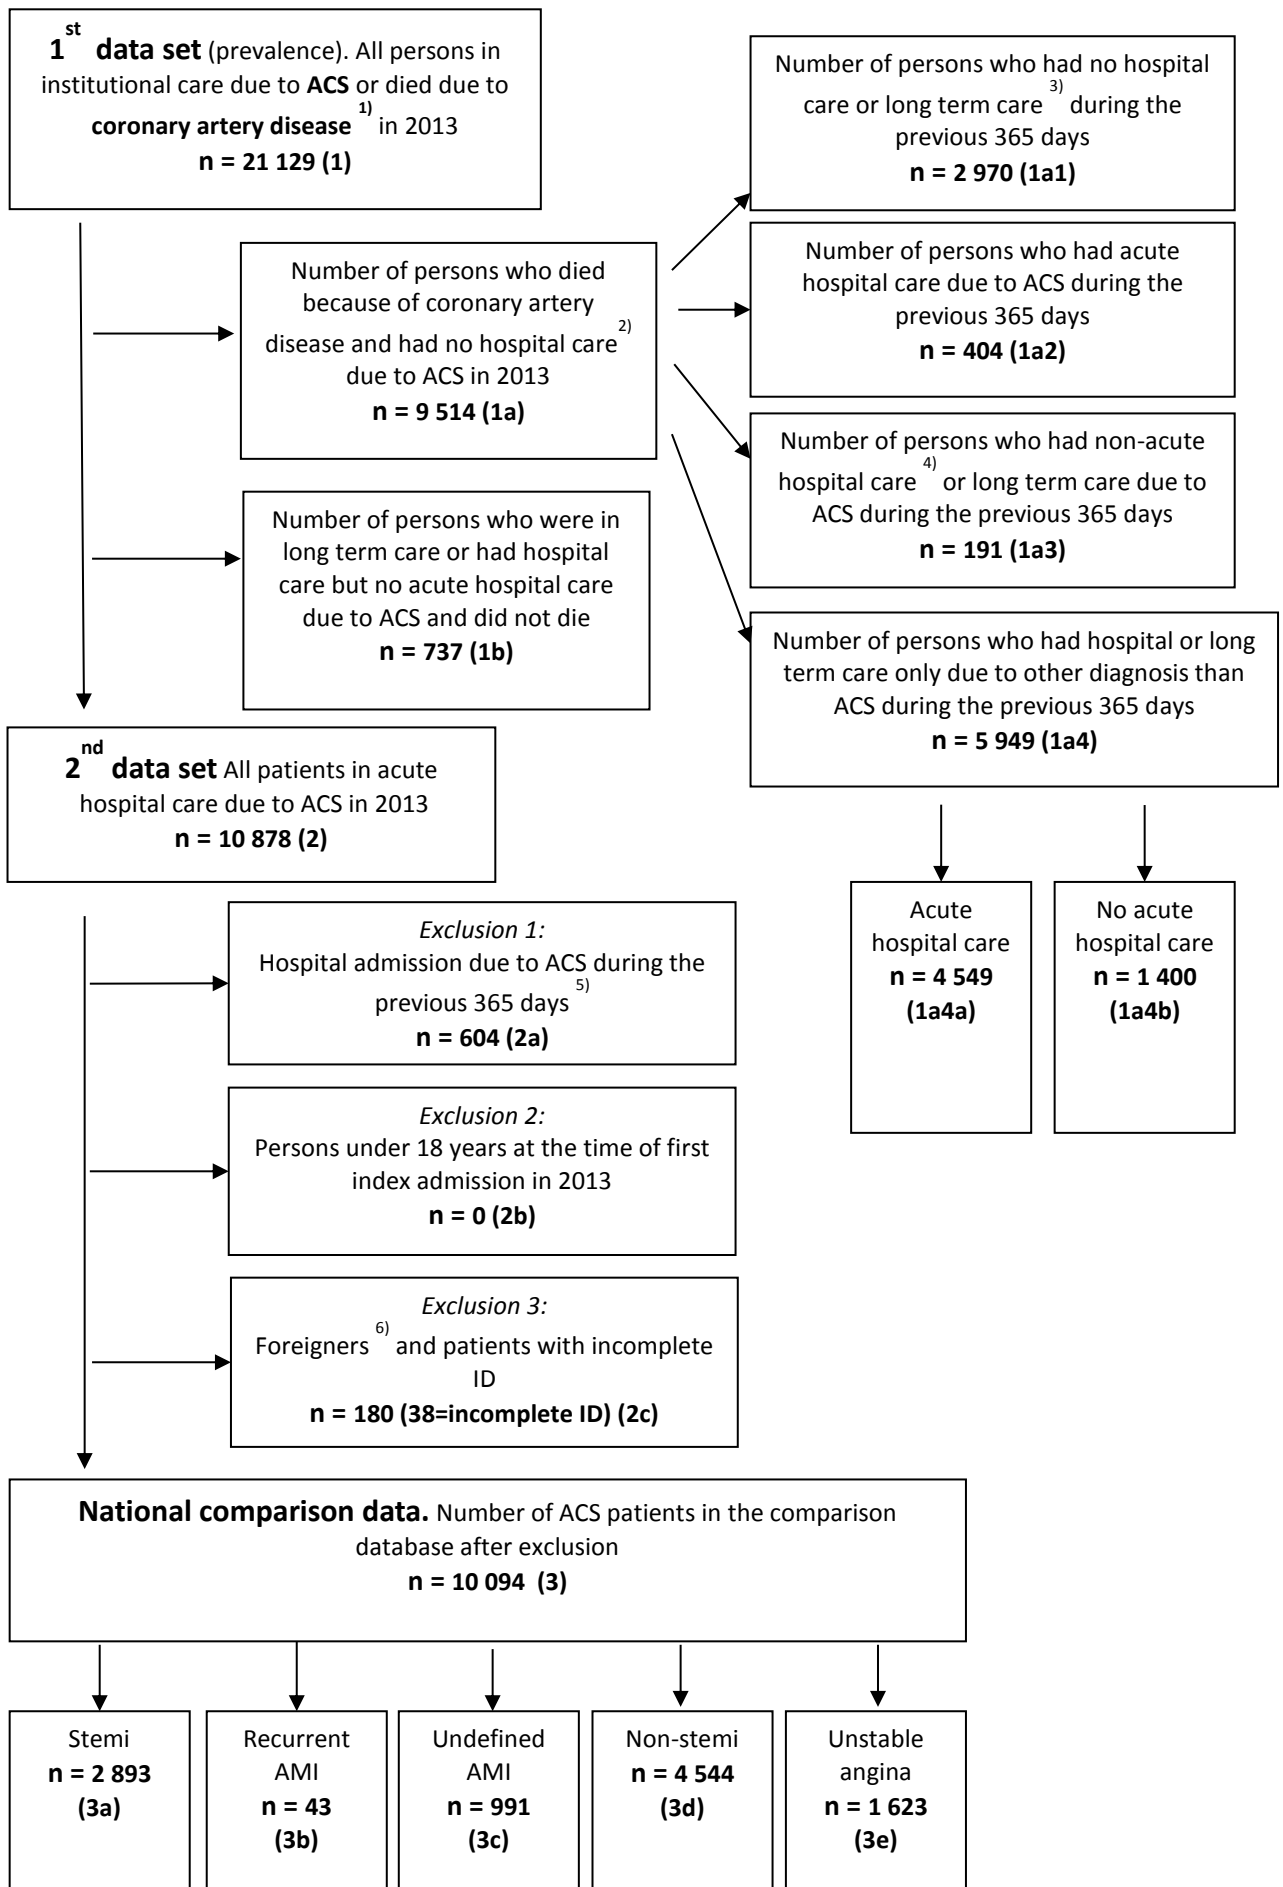 1st data set (prevalence). All persons in
institutional care due to ACS or died due to
coronary artery disease 1) in 2013
n = 21 129 (1)
Number of persons who had no hospital
care or long term care 3) during the
previous 365 days
n = 2 970 (1a1)
Number of persons who died
because of coronary artery
disease and had no hospital care 2)
due to ACS in 2013
n = 9 514 (1a)
Number of persons who had acute
hospital care due to ACS during the
previous 365 days
n = 404 (1a2)
Number of persons who had non-acute
hospital care 4) or long term care due to
ACS during the previous 365 days
n = 191 (1a3)
Number of persons who were in
long term care or had hospital
care but no acute hospital care
due to ACS and did not die
n = 737 (1b)
Number of persons who had hospital or long
term care only due to other diagnosis than
ACS during the previous 365 days
n = 5 949 (1a4)
2nd data set All patients in acute
hospital care due to ACS in 2013
n = 10 878 (2)
Acute
hospital care
n = 4 549
(1a4a)
No acute
hospital care
n = 1 400
(1a4b)
Exclusion 1:
Hospital admission due to ACS during the
previous 365 days 5)
n = 604 (2a)
Exclusion 2:
Persons under 18 years at the time of first
index admission in 2013
n = 0 (2b)
Exclusion 3:
Foreigners 6) and patients with incomplete
ID
n = 180 (38=incomplete ID) (2c)
National comparison data. Number of ACS patients in the comparison
database after exclusion
n = 10 094 (3)
Stemi
n = 2 893
(3a)
Recurrent
AMI
n = 43
(3b)
Undefined
AMI
n = 991
(3c)
Non-stemi
n = 4 544
(3d)
Unstable
angina
n = 1 623
(3e)